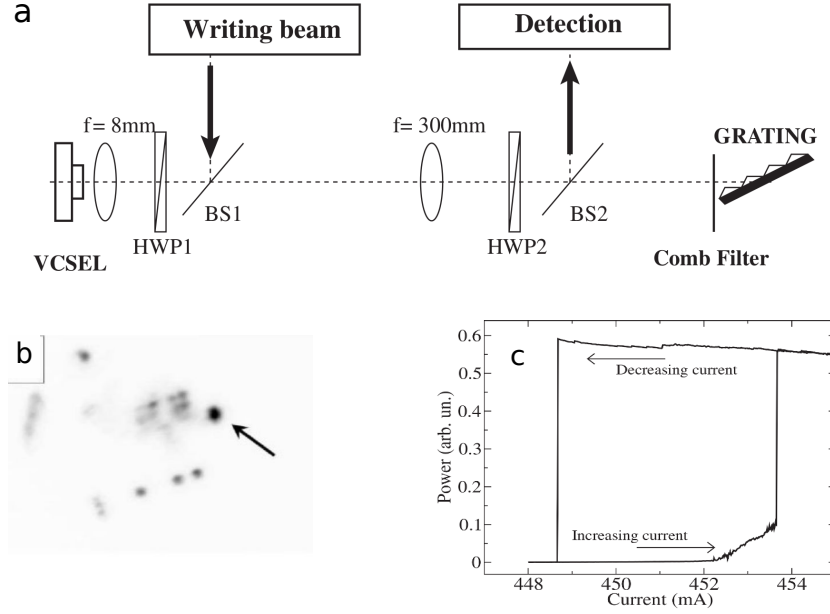 a
Writing beam
Detection
f= 8mm
f= 300mm
GRATING
BS1
BS2
HWP1
HWP2
VCSEL
Comb Filter
b
c
0.6
0.5
0.4
0.3
0.2
0.1
0
Power (arb. un.)
Decreasing current
Increasing current
448
450
452
454
Current (mA)